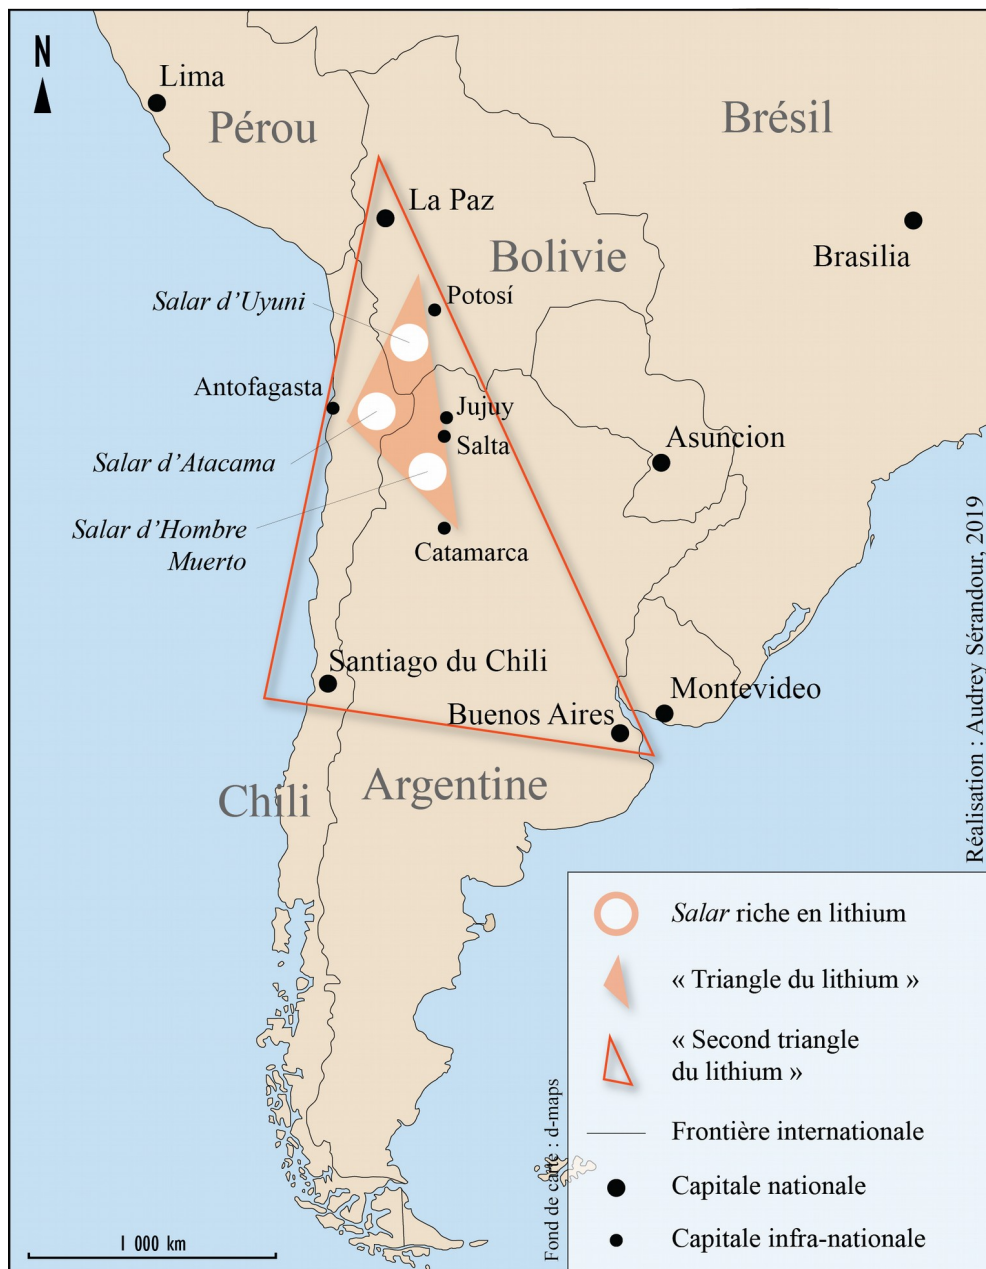 N
Lima
Pérou
Brésil
La Paz
Bolivie
Brasilia
Salar d’Uyuni
Potosí
Antofagasta
Jujuy
Salta
Asuncion
Salar d’Atacama
Salar d’Hombre
Muerto
Catamarca
Santiago du Chili
Montevideo
Buenos Aires
Chili
Argentine
Réalisation : Audrey Sérandour, 2019
Salar riche en lithium
« Triangle du lithium »
« Second triangle
du lithium »
Frontière internationale
Capitale nationale
Capitale infra-nationale
Fond de carte : d-maps
1 000 km